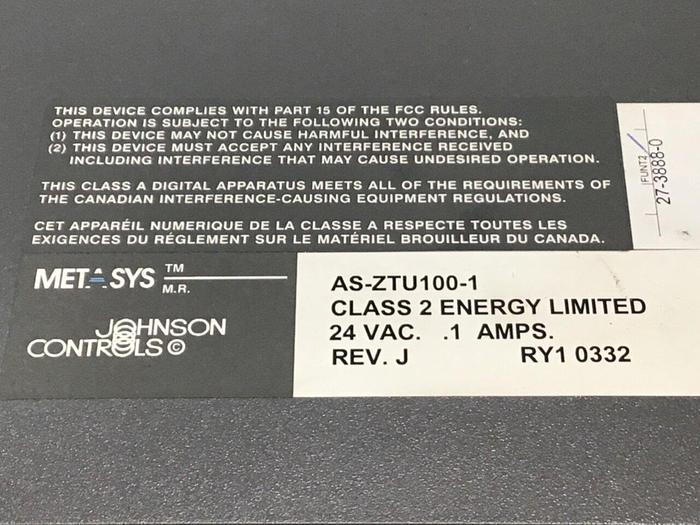 THIS DEVICE COMPLIES WITH PART 15 OF THE FCC RULES.
OPERATION IS SUBJECT TO THE FOLLOWING TWO CONDITIONS:
(1) THIS DEVICE MAY NOT CAUSE HARMFUL INTERFERENCE, AND
(2) THIS DEVICE MUST ACCEPT ANY INTERFERENCE RECEIVED
INCLUDING INTERFERENCE THAT MAY CAUSE UNDESIRED OPERATION.
THIS CLASS A DIGITAL APPARATUS MEETS ALL OF THE REQUIREMENTS OF
THE CANADIAN INTERFERENCE-CAUSING EQUIPMENT REGULATIONS.
CET APPARÉIL NUMERIQUE DE LA CLASSE A RESPECTE TOUTES LES
EXIGENCES DU RÉGLEMENT SUR LE MATÉRIEL BROUILLEUR DU CANADA.
IFUNT2
27-3888-0
METASYS TM
M.R.
JOHNSON
CONTROLS ©
AS-ZTU100-1
CLASS 2 ENERGY LIMITED
24 VAC. .1 AMPS.
REV. J RY1 0332